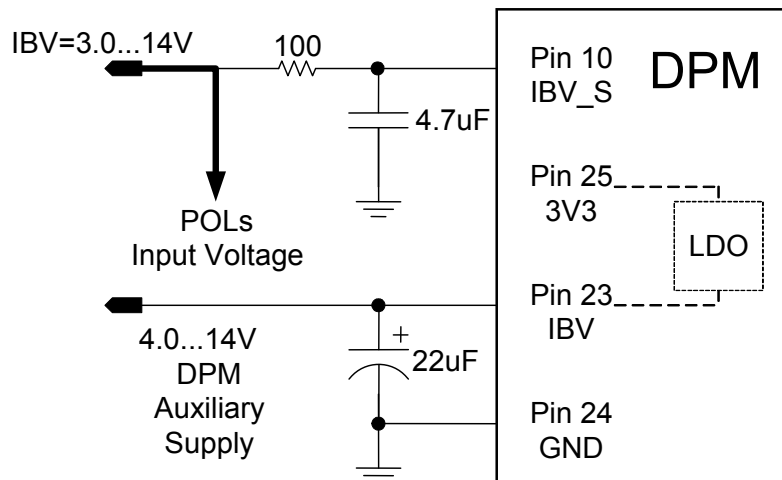 IBV=3.0...14V
100
Pin 10
IBV_S
DPM
4.7uF
POLs
Input Voltage
Pin 25
3V3
LDO
Pin 23
IBV
4.0...14V
DPM
Auxiliary
Supply
+
22uF
Pin 24
GND